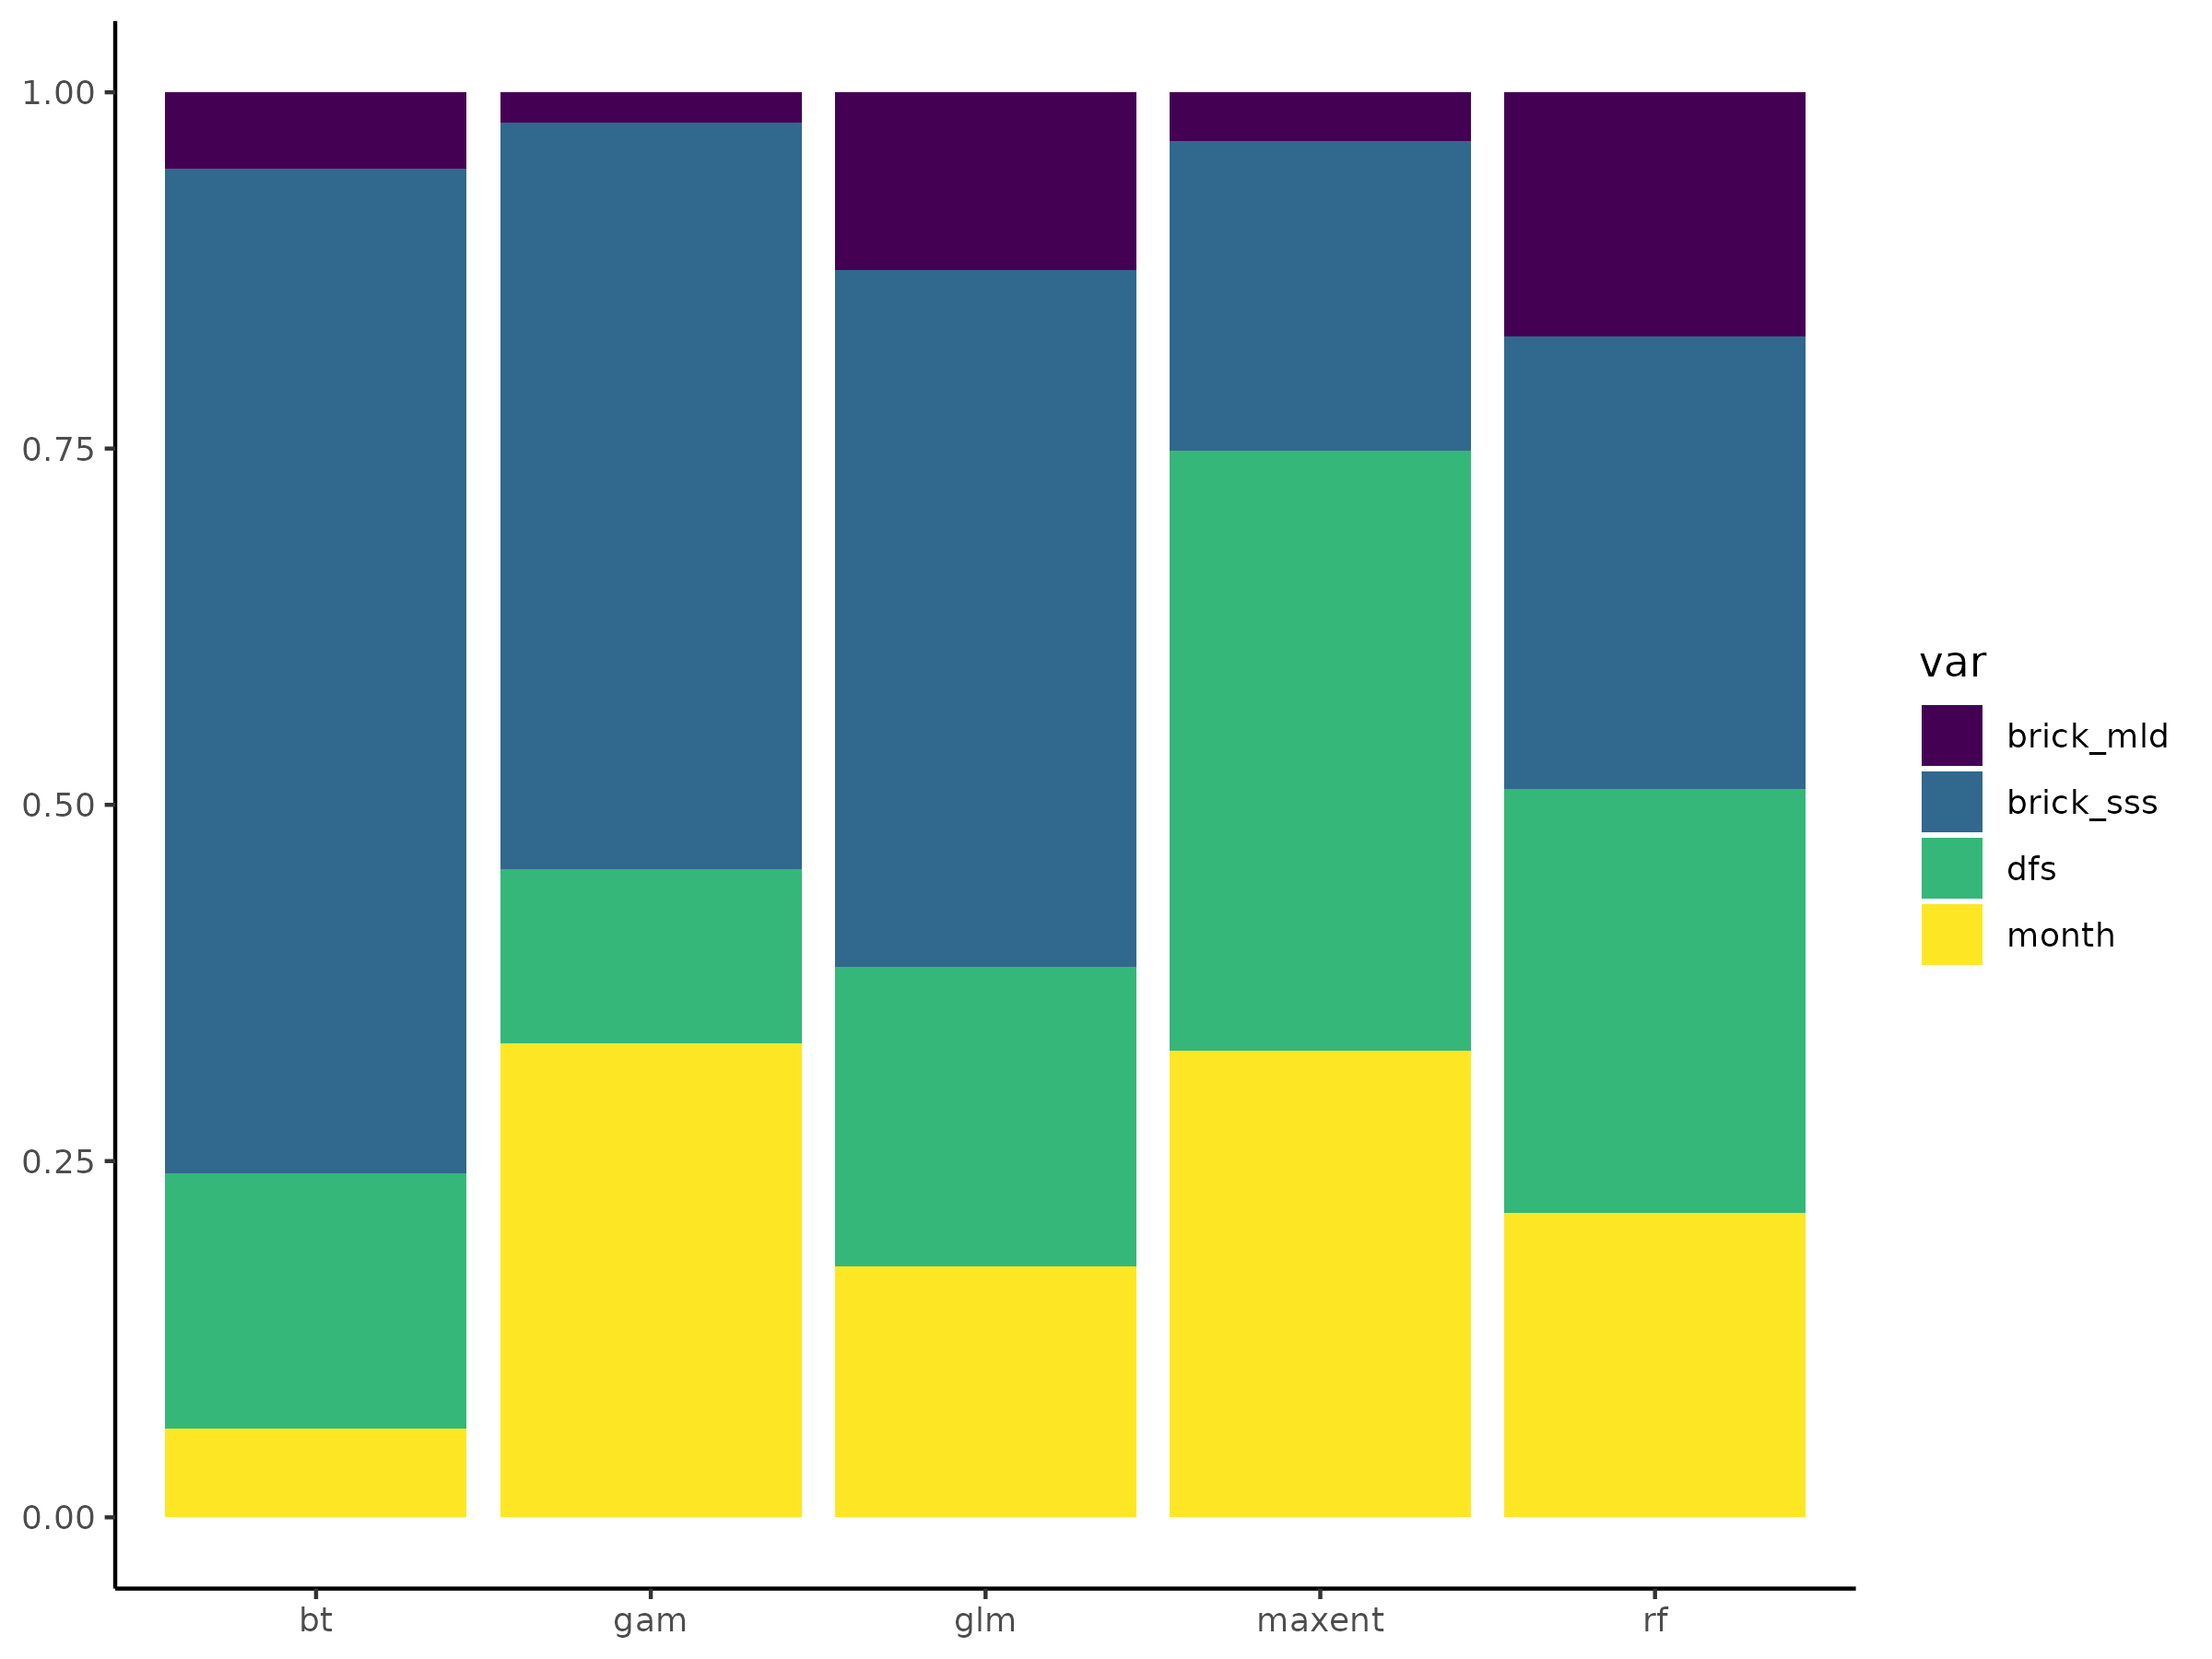 1.00
0.75
0.50
0.25
0.00
bt gam glm maxent rf
var
brick_mld
brick_sss
dfs
month